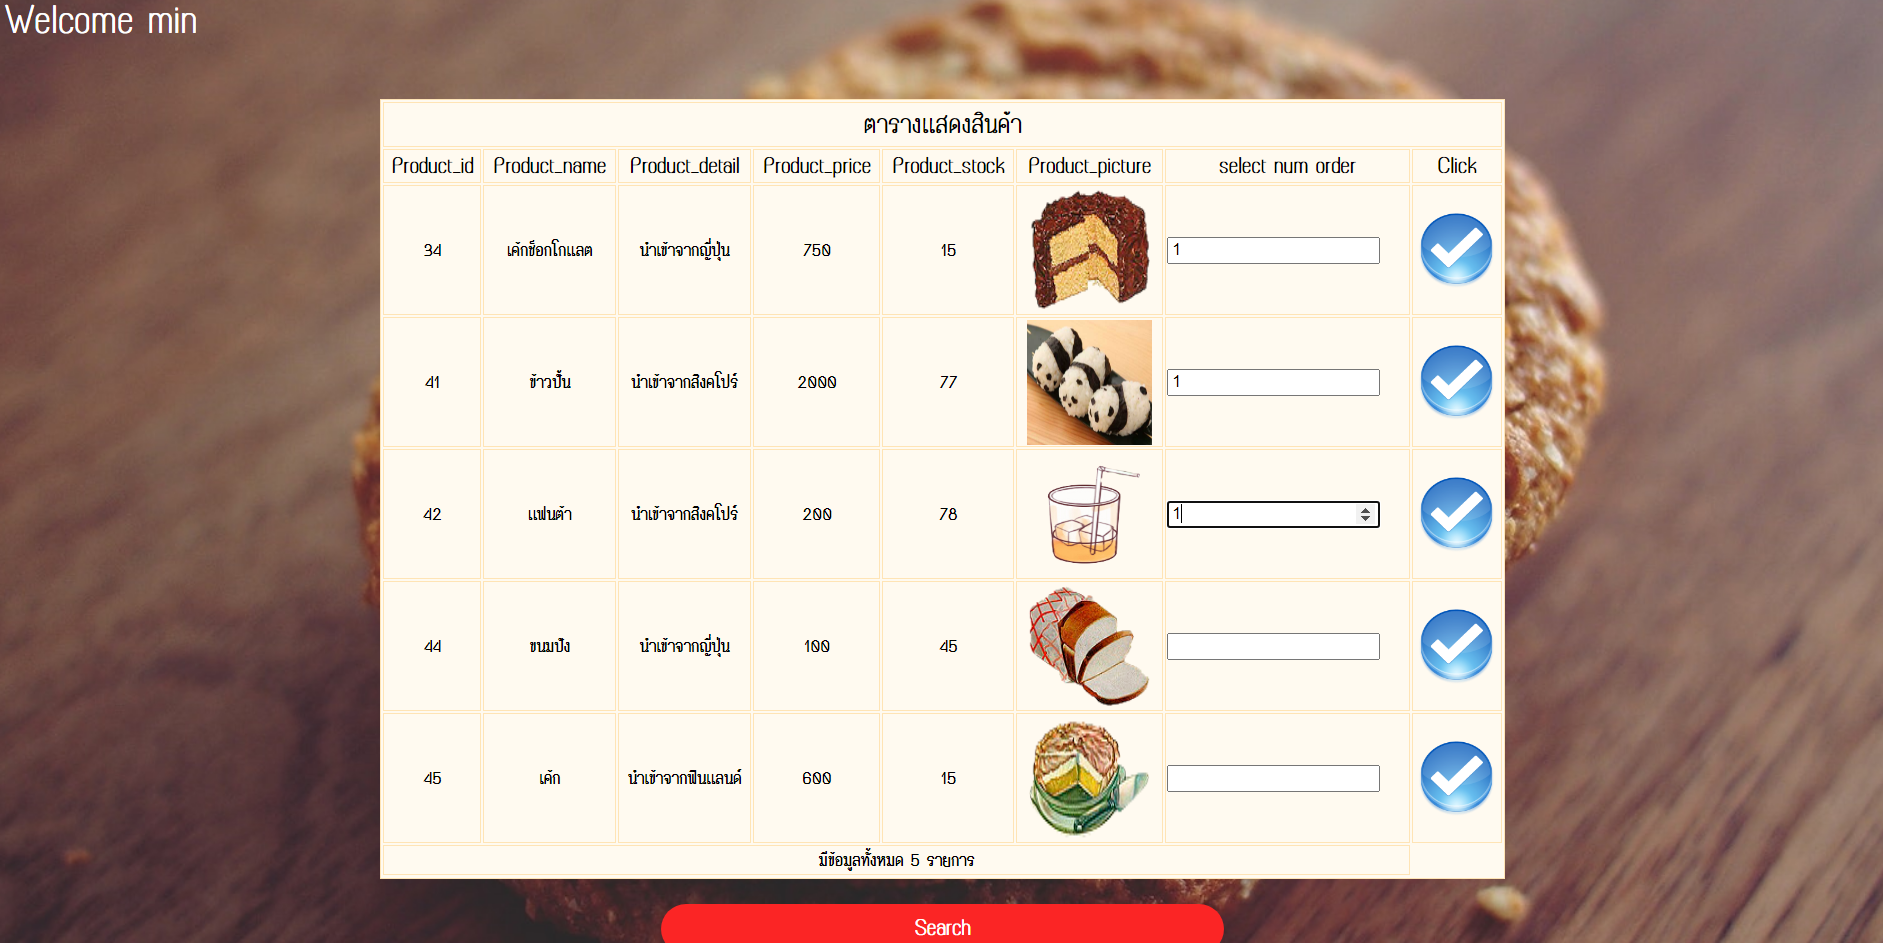 Welcome min
ตารางแสดงสินค้า
Product_id Product_name Product_detail Product_price Product_stock Product_picture select num order Click
34 เค้กช็อกโกแลต นำเข้าจากญี่ปุ่น 750 15 1
41 ข้าวปั้น นำเข้าจากสิงคโปร์ 2000 77 1
42 แฟนต้า นำเข้าจากสิงคโปร์ 200 78 1
44 ขนมปัง นำเข้าจากญี่ปุ่น 100 45
45 เค้ก นำเข้าจากฟินแลนด์ 600 15
มีข้อมูลทั้งหมด 5 รายการ
Search